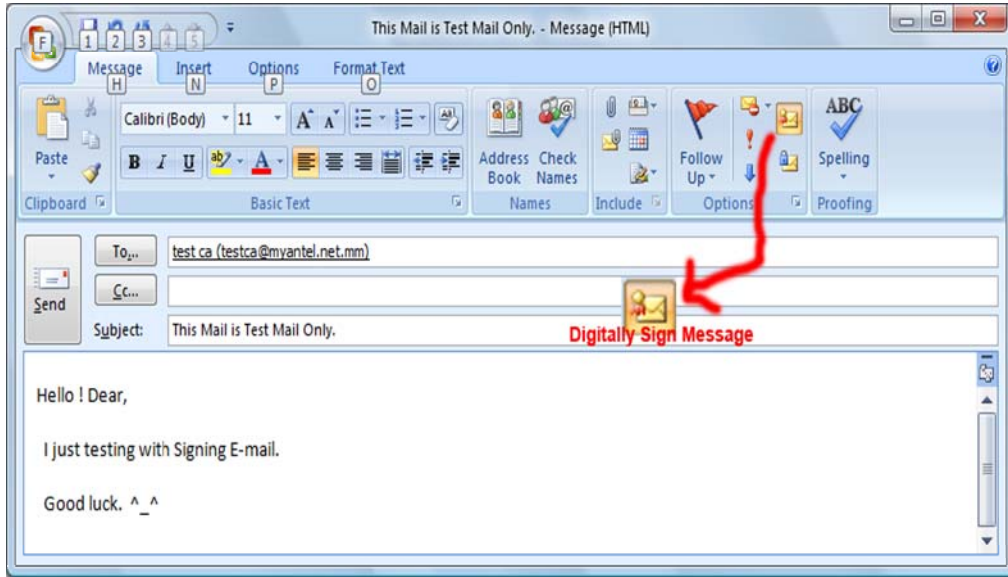 This Mail is Test Mail Only. - Message (HTML)
F 1 2 3 4 5
Message Insert Options Format Text
H N P O
Calibri (Body) 11 A A Aa
ABC
Paste B I U ab A Address Check Follow Spelling
Book Names Up
Clipboard Basic Text Names Include Options Proofing
To... test ca (testca@myantel.net.mm)
Send Cc...
Subject: This Mail is Test Mail Only.
Digitally Sign Message
Hello ! Dear,
I just testing with Signing E-mail.
Good luck. ^_^